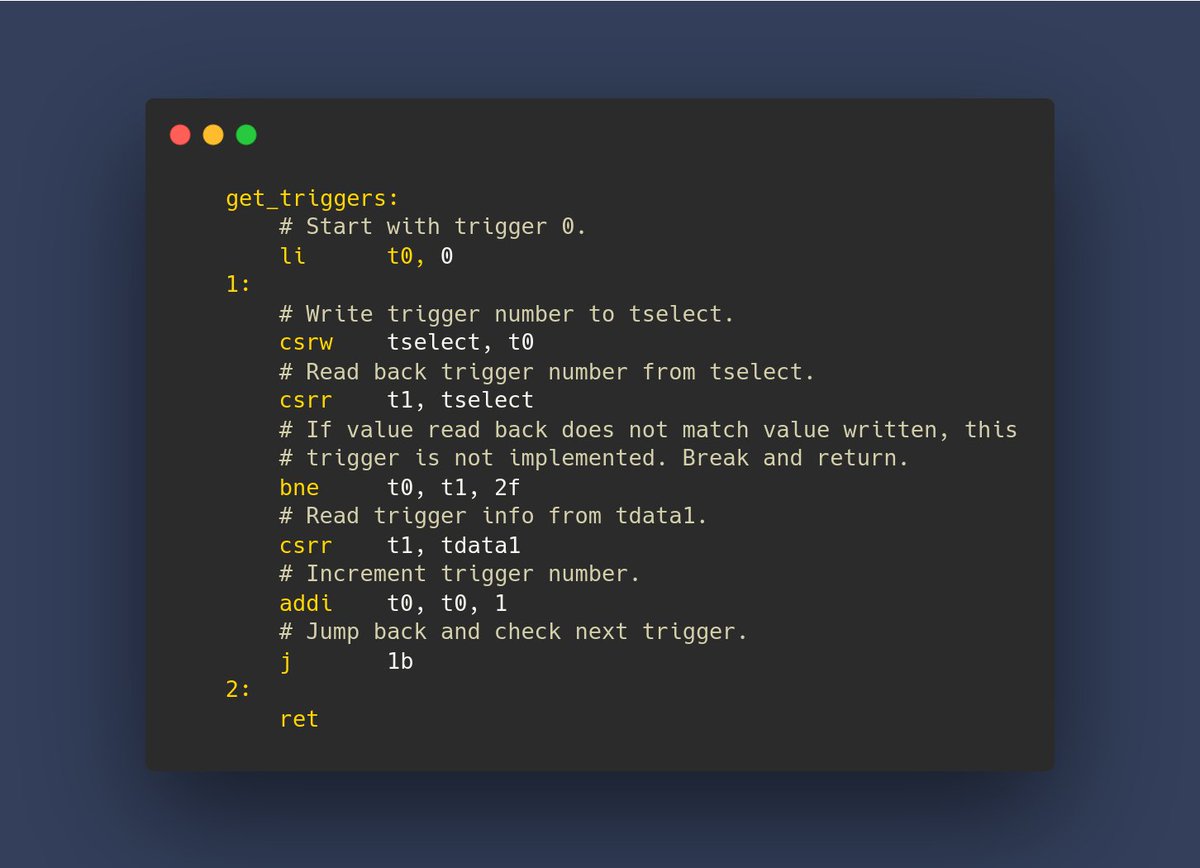 get_triggers:
    # Start with trigger 0.
    li      t0, 0
1:
    # Write trigger number to tselect.
    csrw    tselect, t0
    # Read back trigger number from tselect.
    csrr    t1, tselect
    # If value read back does not match value written, this
    # trigger is not implemented. Break and return.
    bne     t0, t1, 2f
    # Read trigger info from tdata1.
    csrr    t1, tdata1
    # Increment trigger number.
    addi    t0, t0, 1
    # Jump back and check next trigger.
    j       1b
2:
    ret